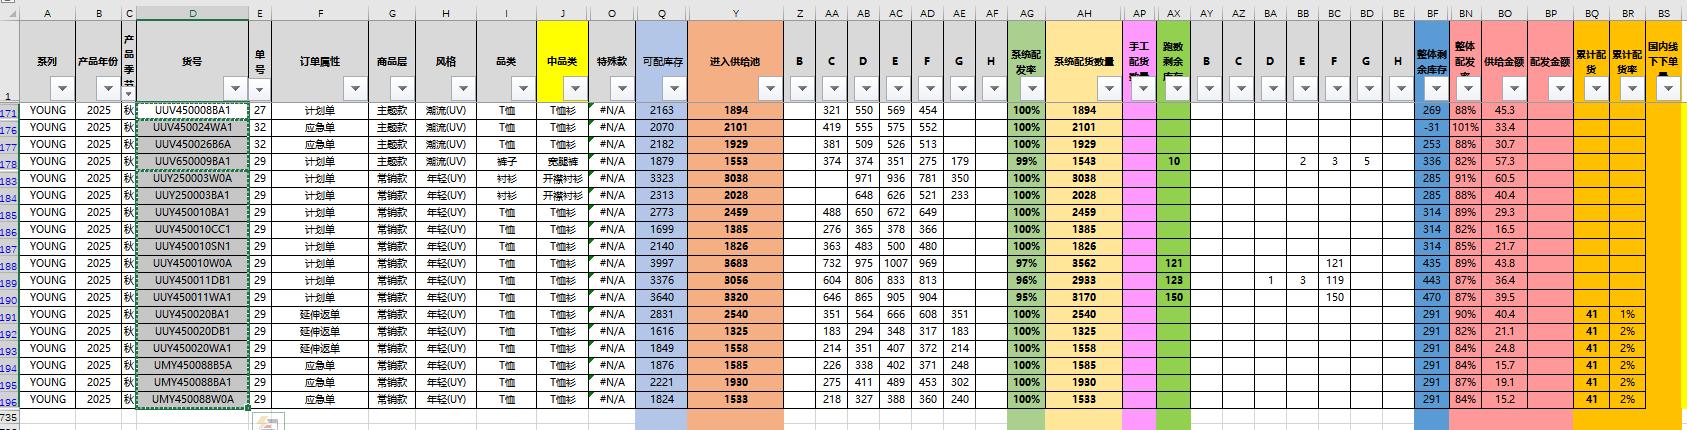 A B C D E F G H I J O Q Y Z AA AB AC AD AE AF AG AH AP AX AY AZ BA BB BC BD BE BF BN BO BP BQ BR BS
1 系列 产品年份 产品季节 货号 单号 订单属性 商品层 风格 品类 中品类 特殊款 可配库存 进入供给池 B C D E F G H 系统配发率 系统配货数量 手工配货数量 跑数剩余库存 B C D E F G H 整体剩余库存 整体配发率 供给金额 配发金额 累计配货 累计配货率 国内线下下单量
171 YOUNG 2025 秋 UUV450008BA1 27 计划单 主题款 潮流(UV) T恤 T恤衫 #N/A 2163 1894 321 550 569 454 100% 1894 269 88% 45.3
176 YOUNG 2025 秋 UUV450024WA1 32 应急单 主题款 潮流(UV) T恤 T恤衫 #N/A 2070 2101 419 555 575 552 100% 2101 -31 101% 33.4
177 YOUNG 2025 秋 UUV450026B6A 32 应急单 主题款 潮流(UV) T恤 T恤衫 #N/A 2182 1929 381 509 526 513 100% 1929 253 88% 30.7
178 YOUNG 2025 秋 UUV650009BA1 29 计划单 主题款 潮流(UV) 裤子 宽腿裤 #N/A 1879 1553 374 374 351 275 179 99% 1543 10 2 3 5 336 82% 57.3
183 YOUNG 2025 秋 UUY250003W0A 29 计划单 常销款 年轻(UY) 衬衫 开襟衬衫 #N/A 3323 3038 971 936 781 350 100% 3038 285 91% 60.5
184 YOUNG 2025 秋 UUY250003BA1 29 计划单 常销款 年轻(UY) 衬衫 开襟衬衫 #N/A 2313 2028 648 626 521 233 100% 2028 285 88% 40.4
185 YOUNG 2025 秋 UUY450010BA1 29 计划单 常销款 年轻(UY) T恤 T恤衫 #N/A 2773 2459 488 650 672 649 100% 2459 314 89% 29.3
186 YOUNG 2025 秋 UUY450010CC1 29 计划单 常销款 年轻(UY) T恤 T恤衫 #N/A 1699 1385 276 365 378 366 100% 1385 314 82% 16.5
187 YOUNG 2025 秋 UUY450010SN1 29 计划单 常销款 年轻(UY) T恤 T恤衫 #N/A 2140 1826 363 483 500 480 100% 1826 314 85% 21.7
188 YOUNG 2025 秋 UUY450010W0A 29 计划单 常销款 年轻(UY) T恤 T恤衫 #N/A 3997 3683 732 975 1007 969 97% 3562 121 121 435 89% 43.8
189 YOUNG 2025 秋 UUY450011DB1 29 计划单 常销款 年轻(UY) T恤 T恤衫 #N/A 3376 3056 604 806 833 813 96% 2933 123 1 3 119 443 87% 36.4
190 YOUNG 2025 秋 UUY450011WA1 29 计划单 常销款 年轻(UY) T恤 T恤衫 #N/A 3640 3320 646 865 905 904 95% 3170 150 150 470 87% 39.5
191 YOUNG 2025 秋 UUY450020BA1 29 延伸返单 常销款 年轻(UY) T恤 T恤衫 #N/A 2831 2540 351 564 666 608 351 100% 2540 291 90% 40.4 41 1%
192 YOUNG 2025 秋 UUY450020DB1 29 延伸返单 常销款 年轻(UY) T恤 T恤衫 #N/A 1616 1325 183 294 348 317 183 100% 1325 291 82% 21.1 41 2%
193 YOUNG 2025 秋 UUY450020WA1 29 延伸返单 常销款 年轻(UY) T恤 T恤衫 #N/A 1849 1558 214 351 407 372 214 100% 1558 291 84% 24.8 41 2%
194 YOUNG 2025 秋 UMY450088B5A 29 应急单 常销款 年轻(UY) T恤 T恤衫 #N/A 1876 1585 226 338 402 371 248 100% 1585 291 84% 15.7 41 2%
195 YOUNG 2025 秋 UMY450088BA1 29 应急单 常销款 年轻(UY) T恤 T恤衫 #N/A 2221 1930 275 411 489 453 302 100% 1930 291 87% 19.1 41 2%
196 YOUNG 2025 秋 UMY450088W0A 29 应急单 常销款 年轻(UY) T恤 T恤衫 #N/A 1824 1533 218 327 388 360 240 100% 1533 291 84% 15.2 41 2%
735